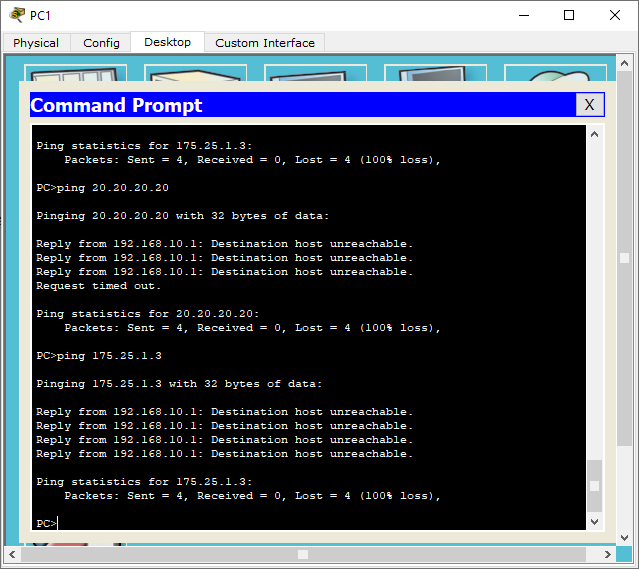 PC1
Physical Config Desktop Custom Interface
Command Prompt X
Ping statistics for 175.25.1.3:
Packets: Sent = 4, Received = 0, Lost = 4 (100% loss),
PC>ping 20.20.20.20
Pinging 20.20.20.20 with 32 bytes of data:
Reply from 192.168.10.1: Destination host unreachable.
Reply from 192.168.10.1: Destination host unreachable.
Reply from 192.168.10.1: Destination host unreachable.
Request timed out.
Ping statistics for 20.20.20.20:
Packets: Sent = 4, Received = 0, Lost = 4 (100% loss),
PC>ping 175.25.1.3
Pinging 175.25.1.3 with 32 bytes of data:
Reply from 192.168.10.1: Destination host unreachable.
Reply from 192.168.10.1: Destination host unreachable.
Reply from 192.168.10.1: Destination host unreachable.
Reply from 192.168.10.1: Destination host unreachable.
Ping statistics for 175.25.1.3:
Packets: Sent = 4, Received = 0, Lost = 4 (100% loss),
PC>